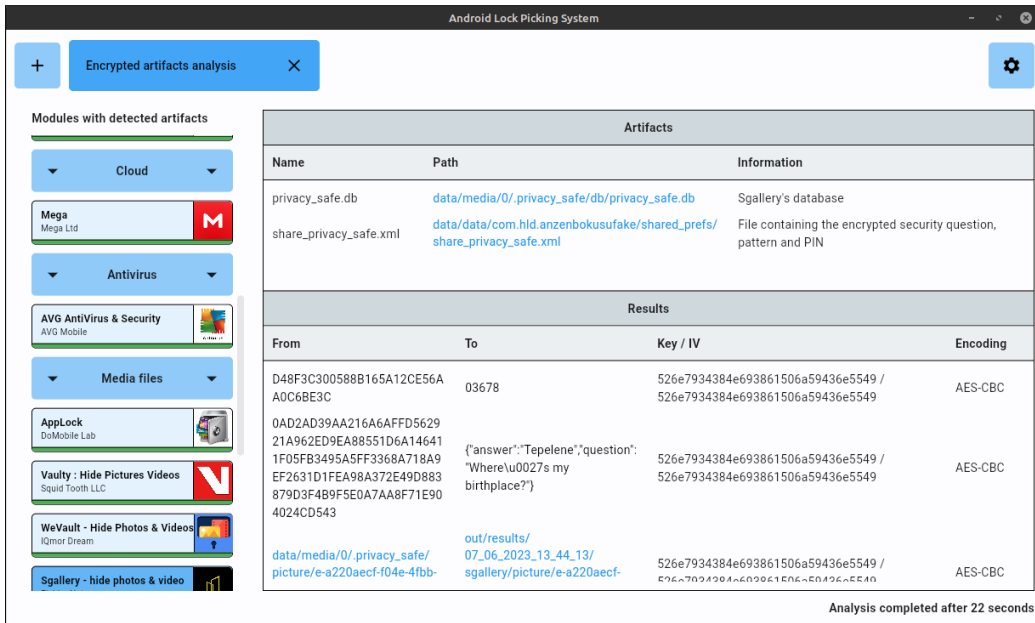 Android Lock Picking System
+
Encrypted artifacts analysis
Modules with detected artifacts
Cloud
Mega
Mega Ltd
M
Antivirus
AVG AntiVirus & Security
AVG Mobile
Media files
AppLock
DoMobile Lab
Vaulty : Hide Pictures Videos
Squid Tooth LLC
WeVault - Hide Photos & Videos
IQmor Dream
Sgallery - hide photos & video
Artifacts
Name Path Information
privacy_safe.db data/media/0/.privacy_safe/db/privacy_safe.db Sgallery's database
share_privacy_safe.xml data/data/com.hld.anzenbokusufake/shared_prefs/
share_privacy_safe.xml
File containing the encrypted security question,
pattern and PIN
Results
From To Key / IV Encoding
D48F3C300588B165A12CE56A
A0C6BE3C
03678
526e7934384e693861506a59436e5549 /
526e7934384e693861506a59436e5549
AES-CBC
0AD2AD39AA216A6AFFD5629
21A962ED9EA88551D6A14641
1F05FB3495A5FF3368A718A9
EF2631D1FEA98A372E49D883
879D3F4B9F5E0A7AA8F71E90
4024CD543
{"answer":"Tepelene","question":
"Where\u0027s my
birthplace?"}
526e7934384e693861506a59436e5549 /
526e7934384e693861506a59436e5549
AES-CBC
data/media/0/.privacy_safe/
picture/e-a220aecf-f04e-4fbb-
out/results/
07_06_2023_13_44_13/
sgallery/picture/e-a220aecf-
526e7934384e693861506a59436e5549 /
526e7934384e693861506a59436e5549
AES-CBC
Analysis completed after 22 seconds